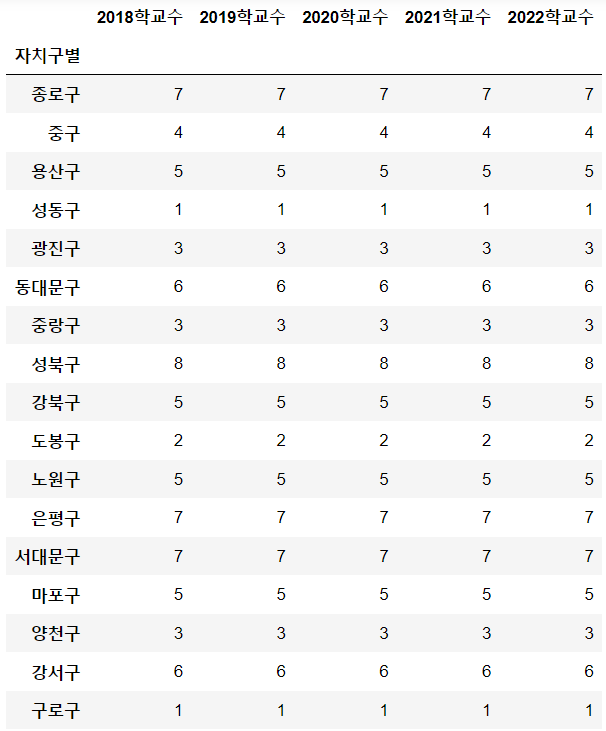 2018학교수 2019학교수 2020학교수 2021학교수 2022학교수
자치구별
종로구 7 7 7 7 7
중구 4 4 4 4 4
용산구 5 5 5 5 5
성동구 1 1 1 1 1
광진구 3 3 3 3 3
동대문구 6 6 6 6 6
중랑구 3 3 3 3 3
성북구 8 8 8 8 8
강북구 5 5 5 5 5
도봉구 2 2 2 2 2
노원구 5 5 5 5 5
은평구 7 7 7 7 7
서대문구 7 7 7 7 7
마포구 5 5 5 5 5
양천구 3 3 3 3 3
강서구 6 6 6 6 6
구로구 1 1 1 1 1